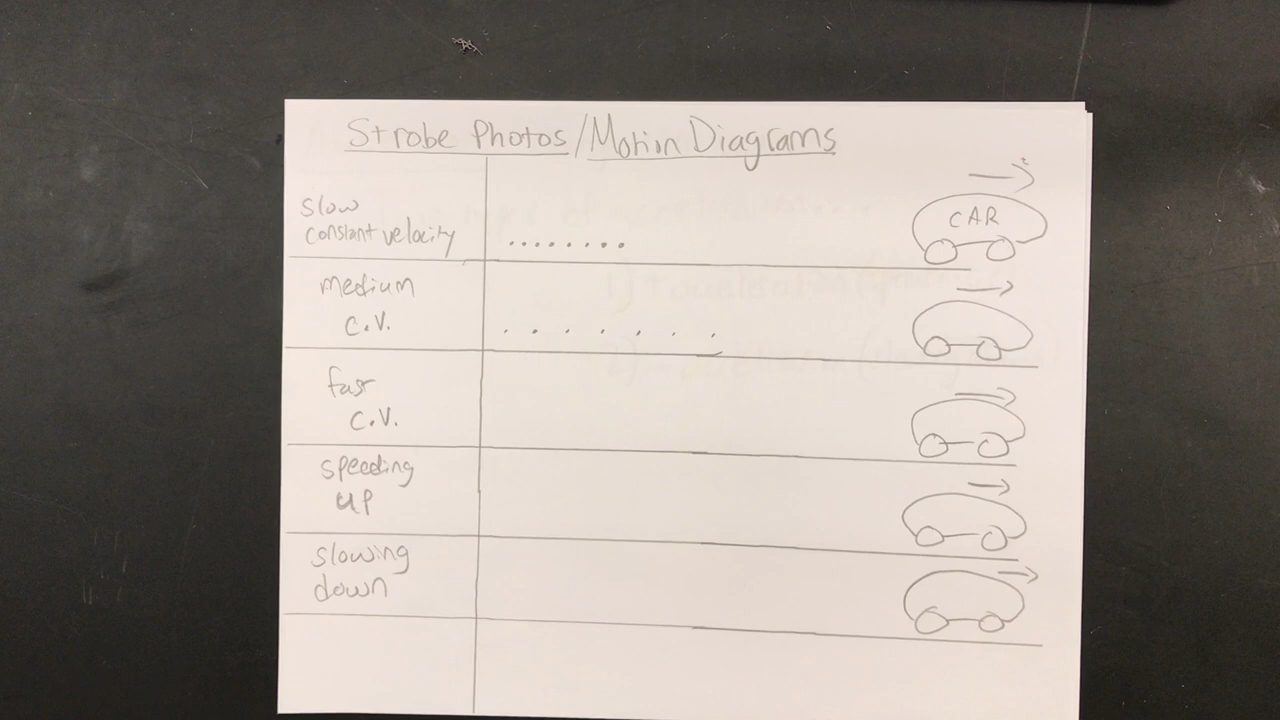 Strobe Photos/Motion Diagrams
slow
constant velocity
CAR
medium
C.V.
fast
C.V.
speeding
up
slowing
down